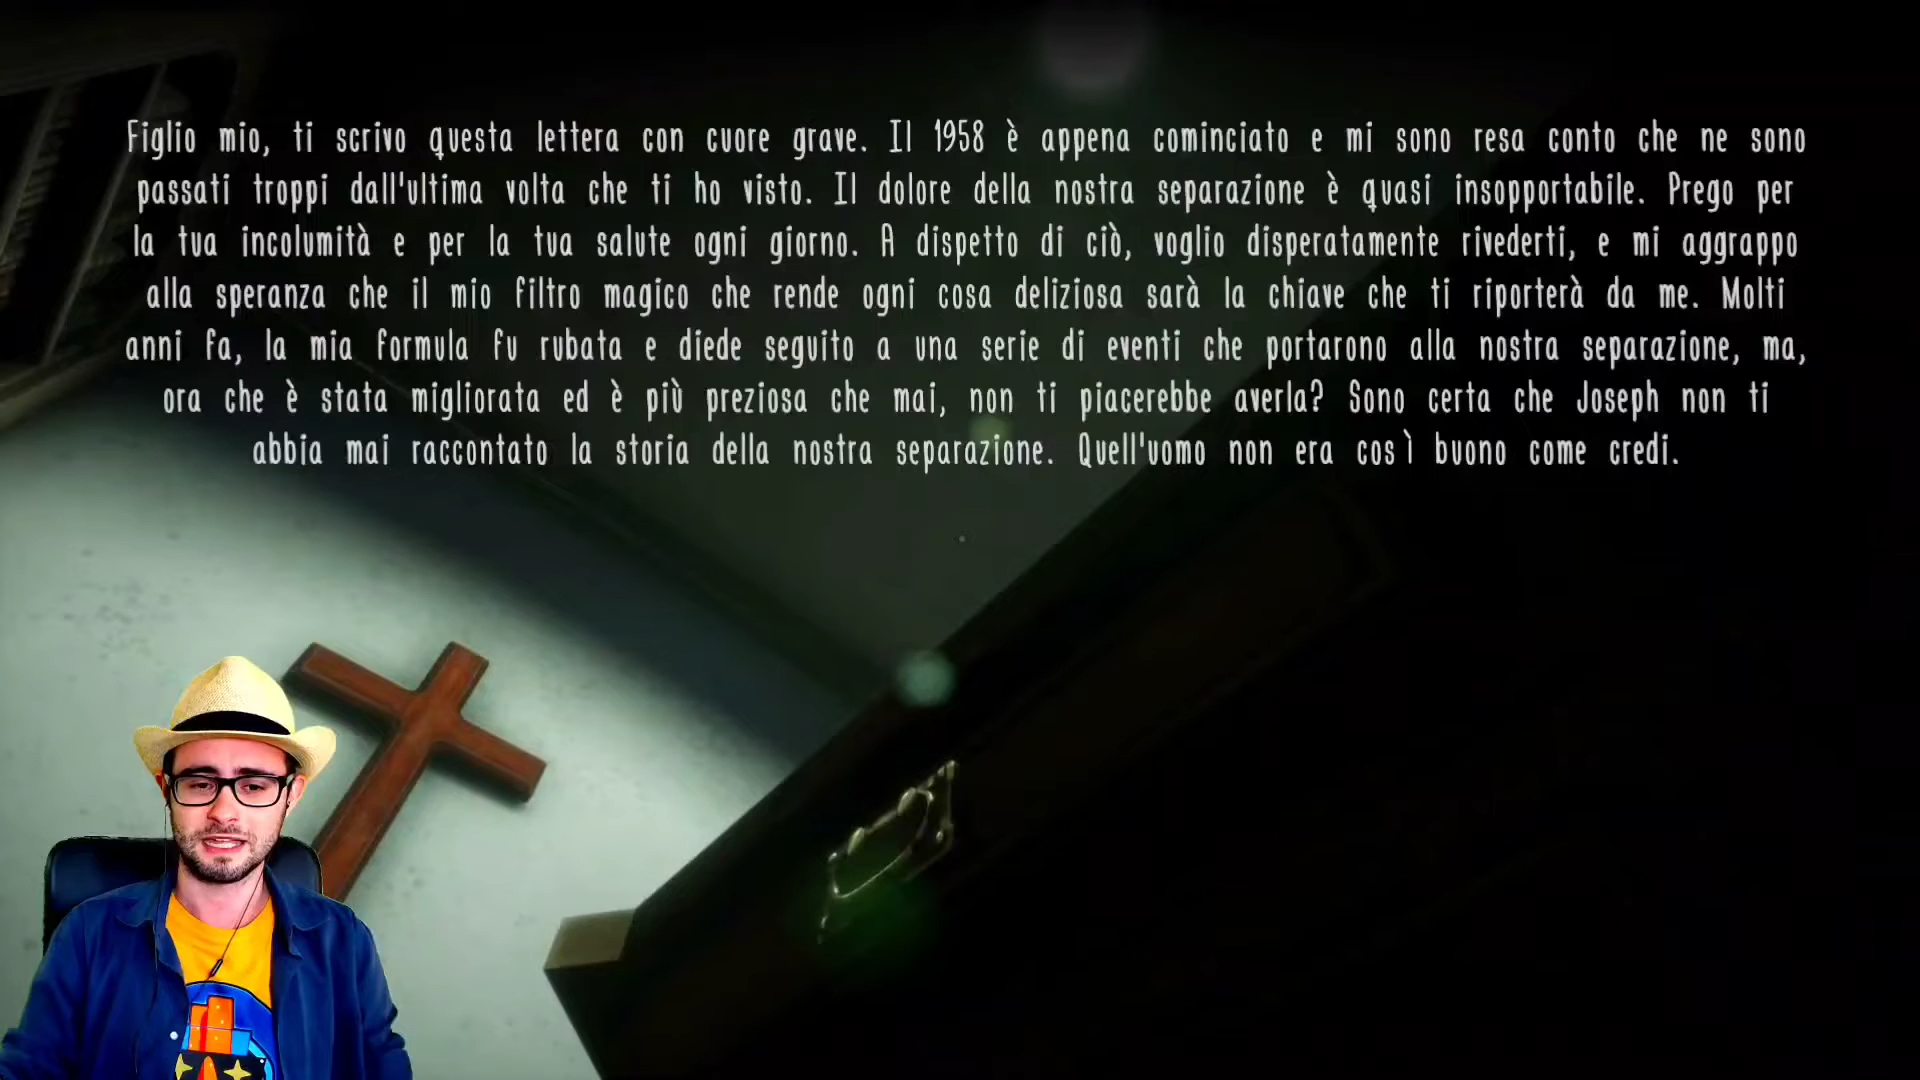 Figlio mio, ti scrivo questa lettera con cuore grave. Il 1958 è appena cominciato e mi sono resa conto che ne sono
passati troppi dall'ultima volta che ti ho visto. Il dolore della nostra separazione è quasi insopportabile. Prego per
la tua incolumità e per la tua salute ogni giorno. A dispetto di ciò, voglio disperatamente rivederti, e mi aggrappo
alla speranza che il mio filtro magico che rende ogni cosa deliziosa sarà la chiave che ti riporterà da me. Molti
anni fa, la mia formula fu rubata e diede seguito a una serie di eventi che portarono alla nostra separazione, ma,
ora che è stata migliorata ed è più preziosa che mai, non ti piacerebbe averla? Sono certa che Joseph non ti
abbia mai raccontato la storia della nostra separazione. Quell'uomo non era così buono come credi.